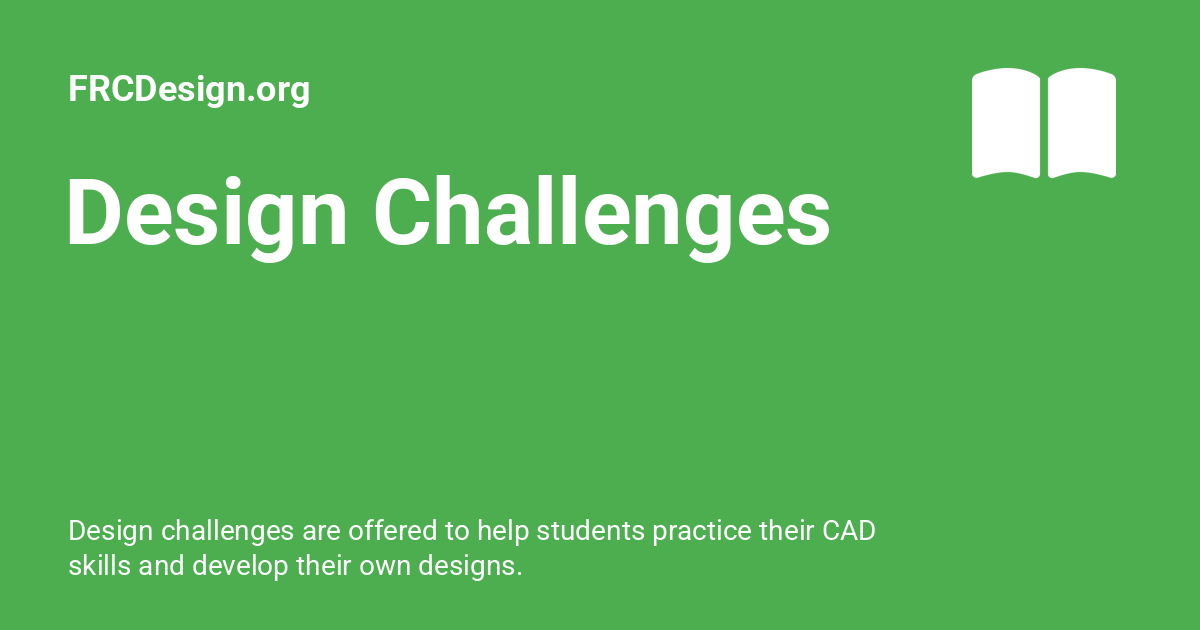 FRCDesign.org
Design Challenges
Design challenges are offered to help students practice their CAD
skills and develop their own designs.